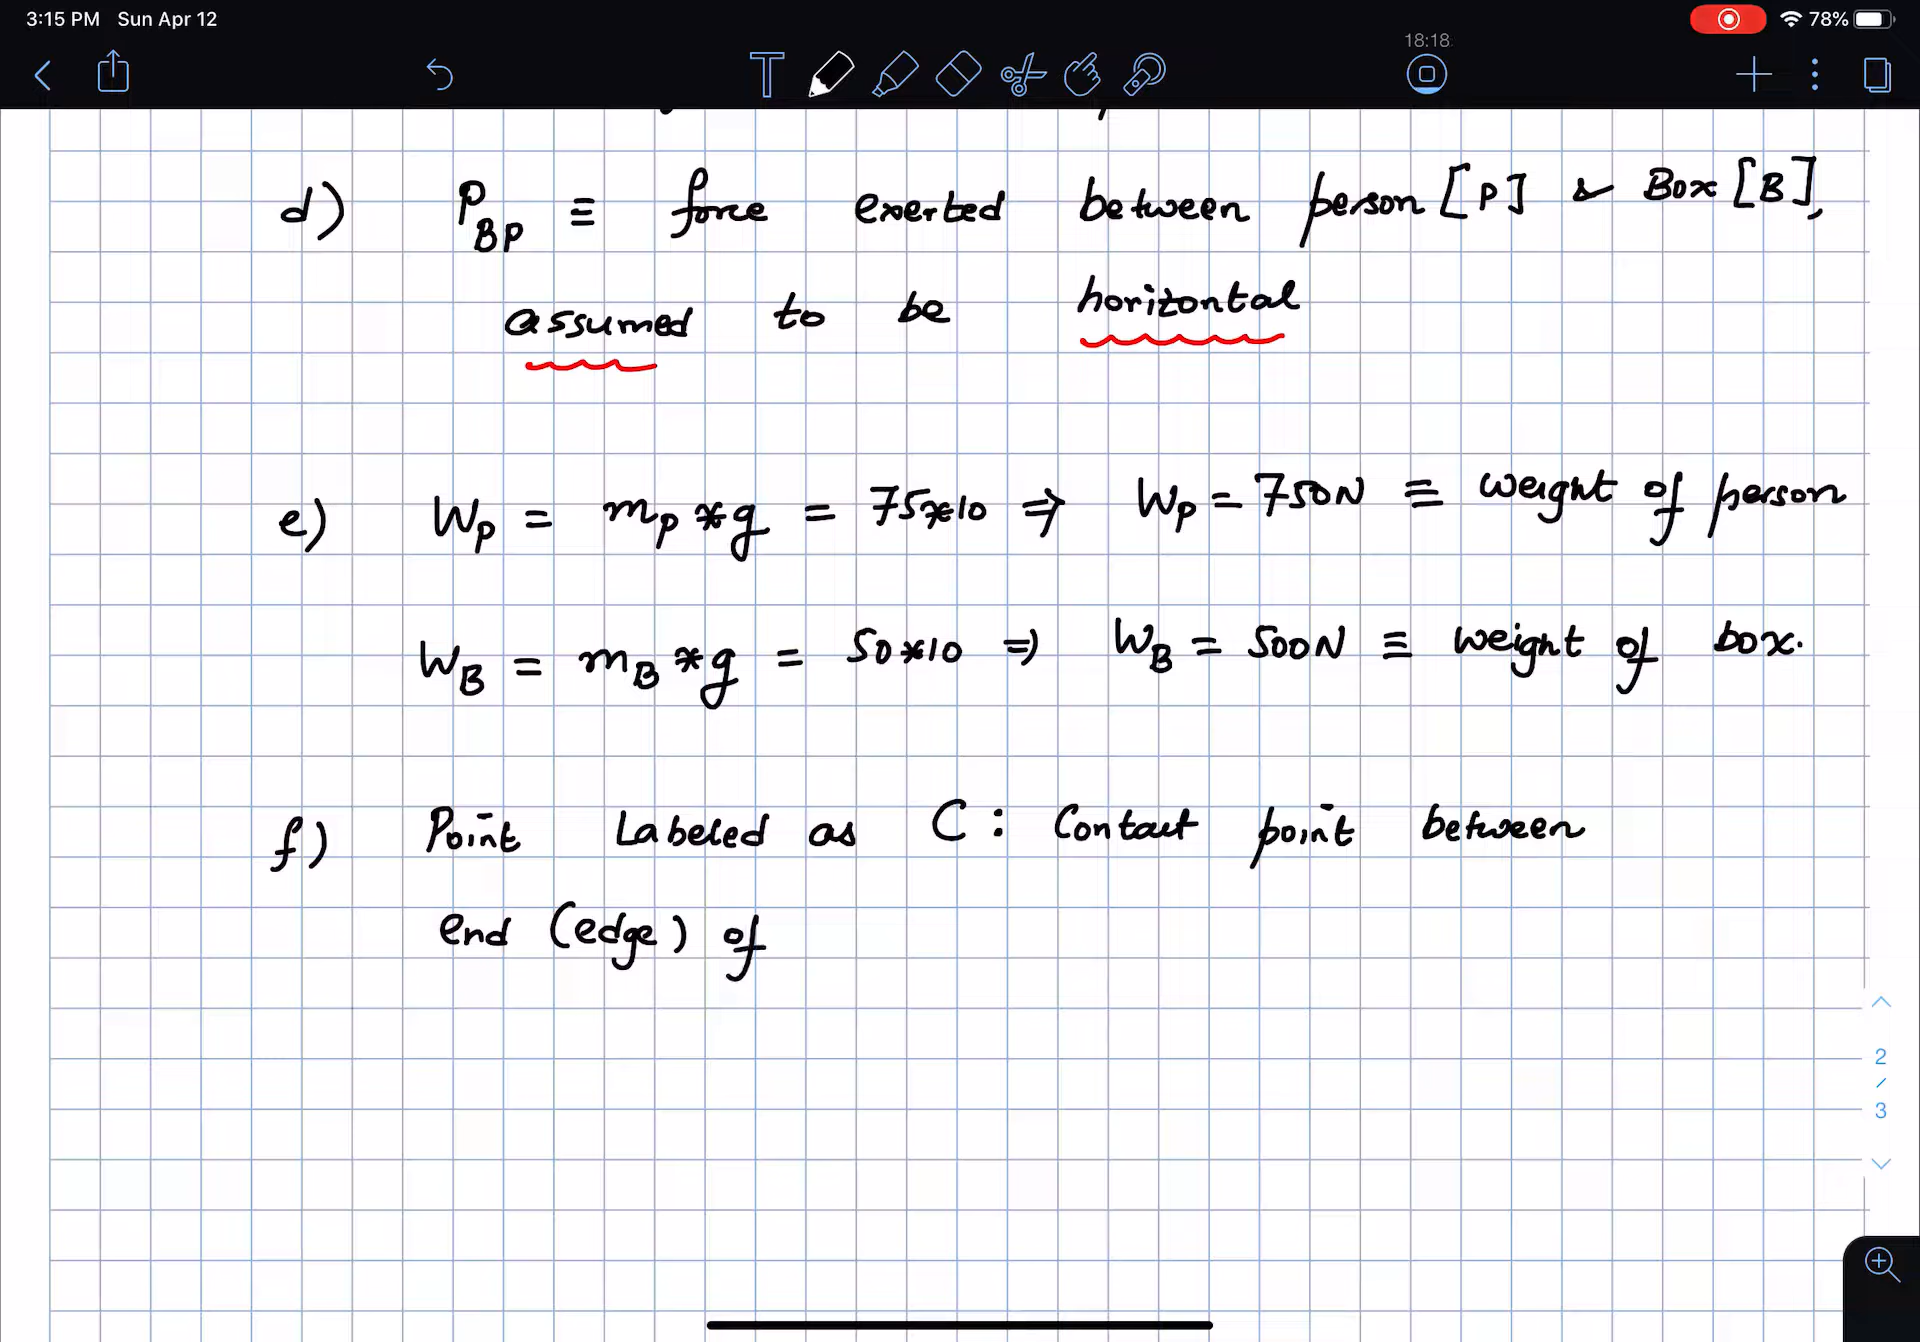 3:15 PM Sun Apr 12
78%
18:18
T
d) P_BP ≡ force exerted between person [P] & Box [B],
assumed to be horizontal
e) W_P = m_P * g = 75*10 ⇒ W_P = 750N ≡ weight of person
W_B = m_B * g = 50*10 ⇒ W_B = 500N ≡ weight of box.
f) Point Labeled as C: Contact point between
end (edge) of
2
/
3